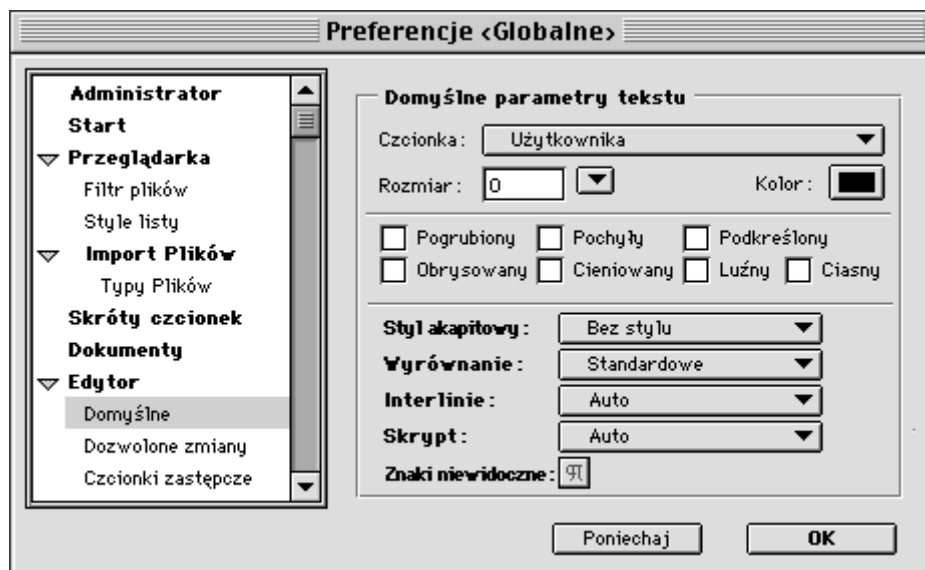 Preferencje <Globalne>
Administrator
Start
Przeglądarka
Filtr plików
Style listy
Import Plików
Typy Plików
Skróty czcionek
Dokumenty
Edytor
Domyślne
Dozwolone zmiany
Czcionki zastępcze
Domyślne parametry tekstu
Czcionka: Użytkownika
Rozmiar: 0 Kolor:
Pogrubiony Pochyły Podkreślony
Obrysowany Cieniowany Luźny Ciasny
Styl akapitowy: Bez stylu
Wyrównanie: Standardowe
Interlinie: Auto
Skrypt: Auto
Znaki niewidoczne: ¶
Poniechaj OK